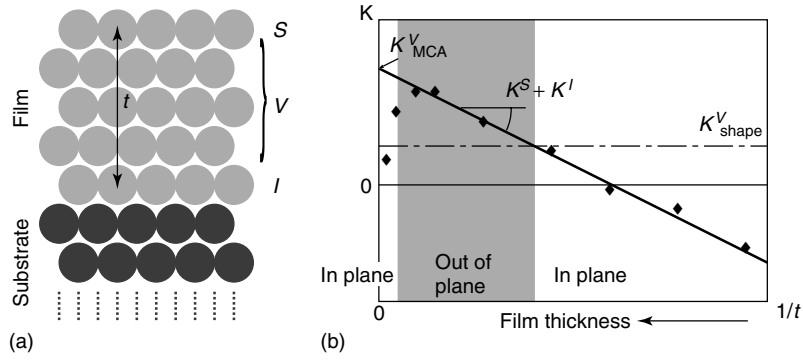 Film
Substrate
t
S
V
I
(a)
K
K^V_MCA
K^S + K^I
K^V_shape
0
In plane
Out of
plane
In plane
0
1/t
Film thickness
(b)